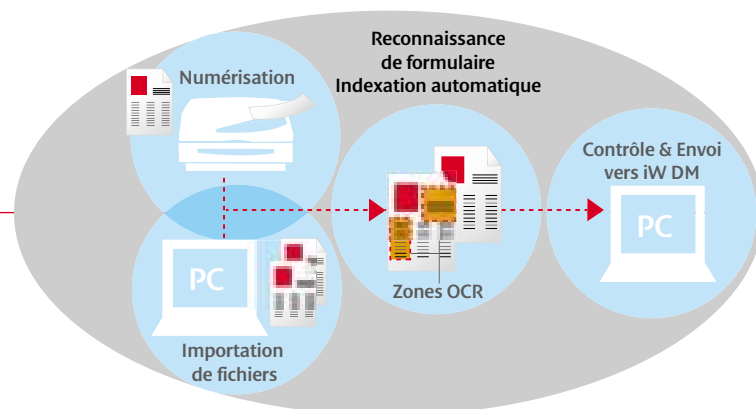 Reconnaissance
de formulaire
Indexation automatique
Numérisation
PC
Importation
de fichiers
Zones OCR
Contrôle & Envoi
vers iW DM
PC